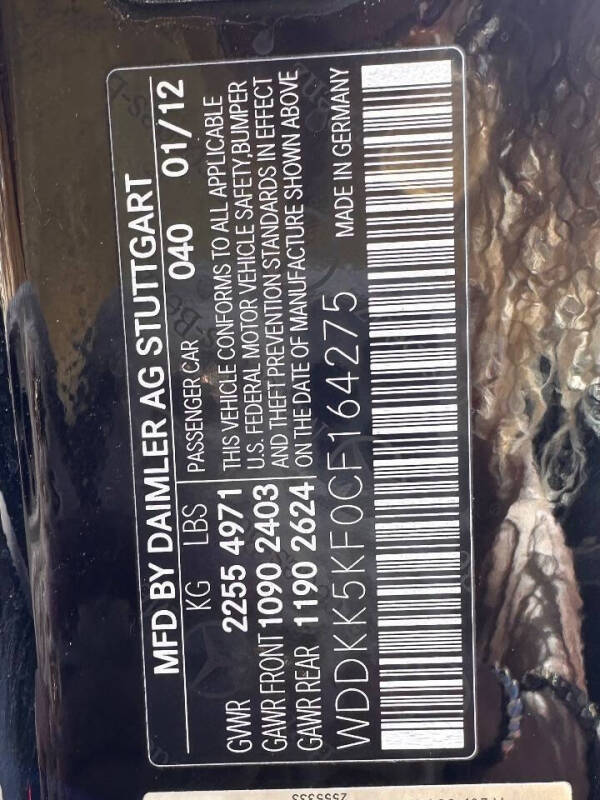 MFD BY DAIMLER AG STUTTGART
KG LBS PASSENGER CAR 040 01/12
GVWR 2255 4971 THIS VEHICLE CONFORMS TO ALL APPLICABLE
U.S. FEDERAL MOTOR VEHICLE SAFETY,BUMPER
GAWR FRONT 1090 2403 AND THEFT PREVENTION STANDARDS IN EFFECT
GAWR REAR 1190 2624 ON THE DATE OF MANUFACTURE SHOWN ABOVE
WDDKK5KF0CF164275 MADE IN GERMANY